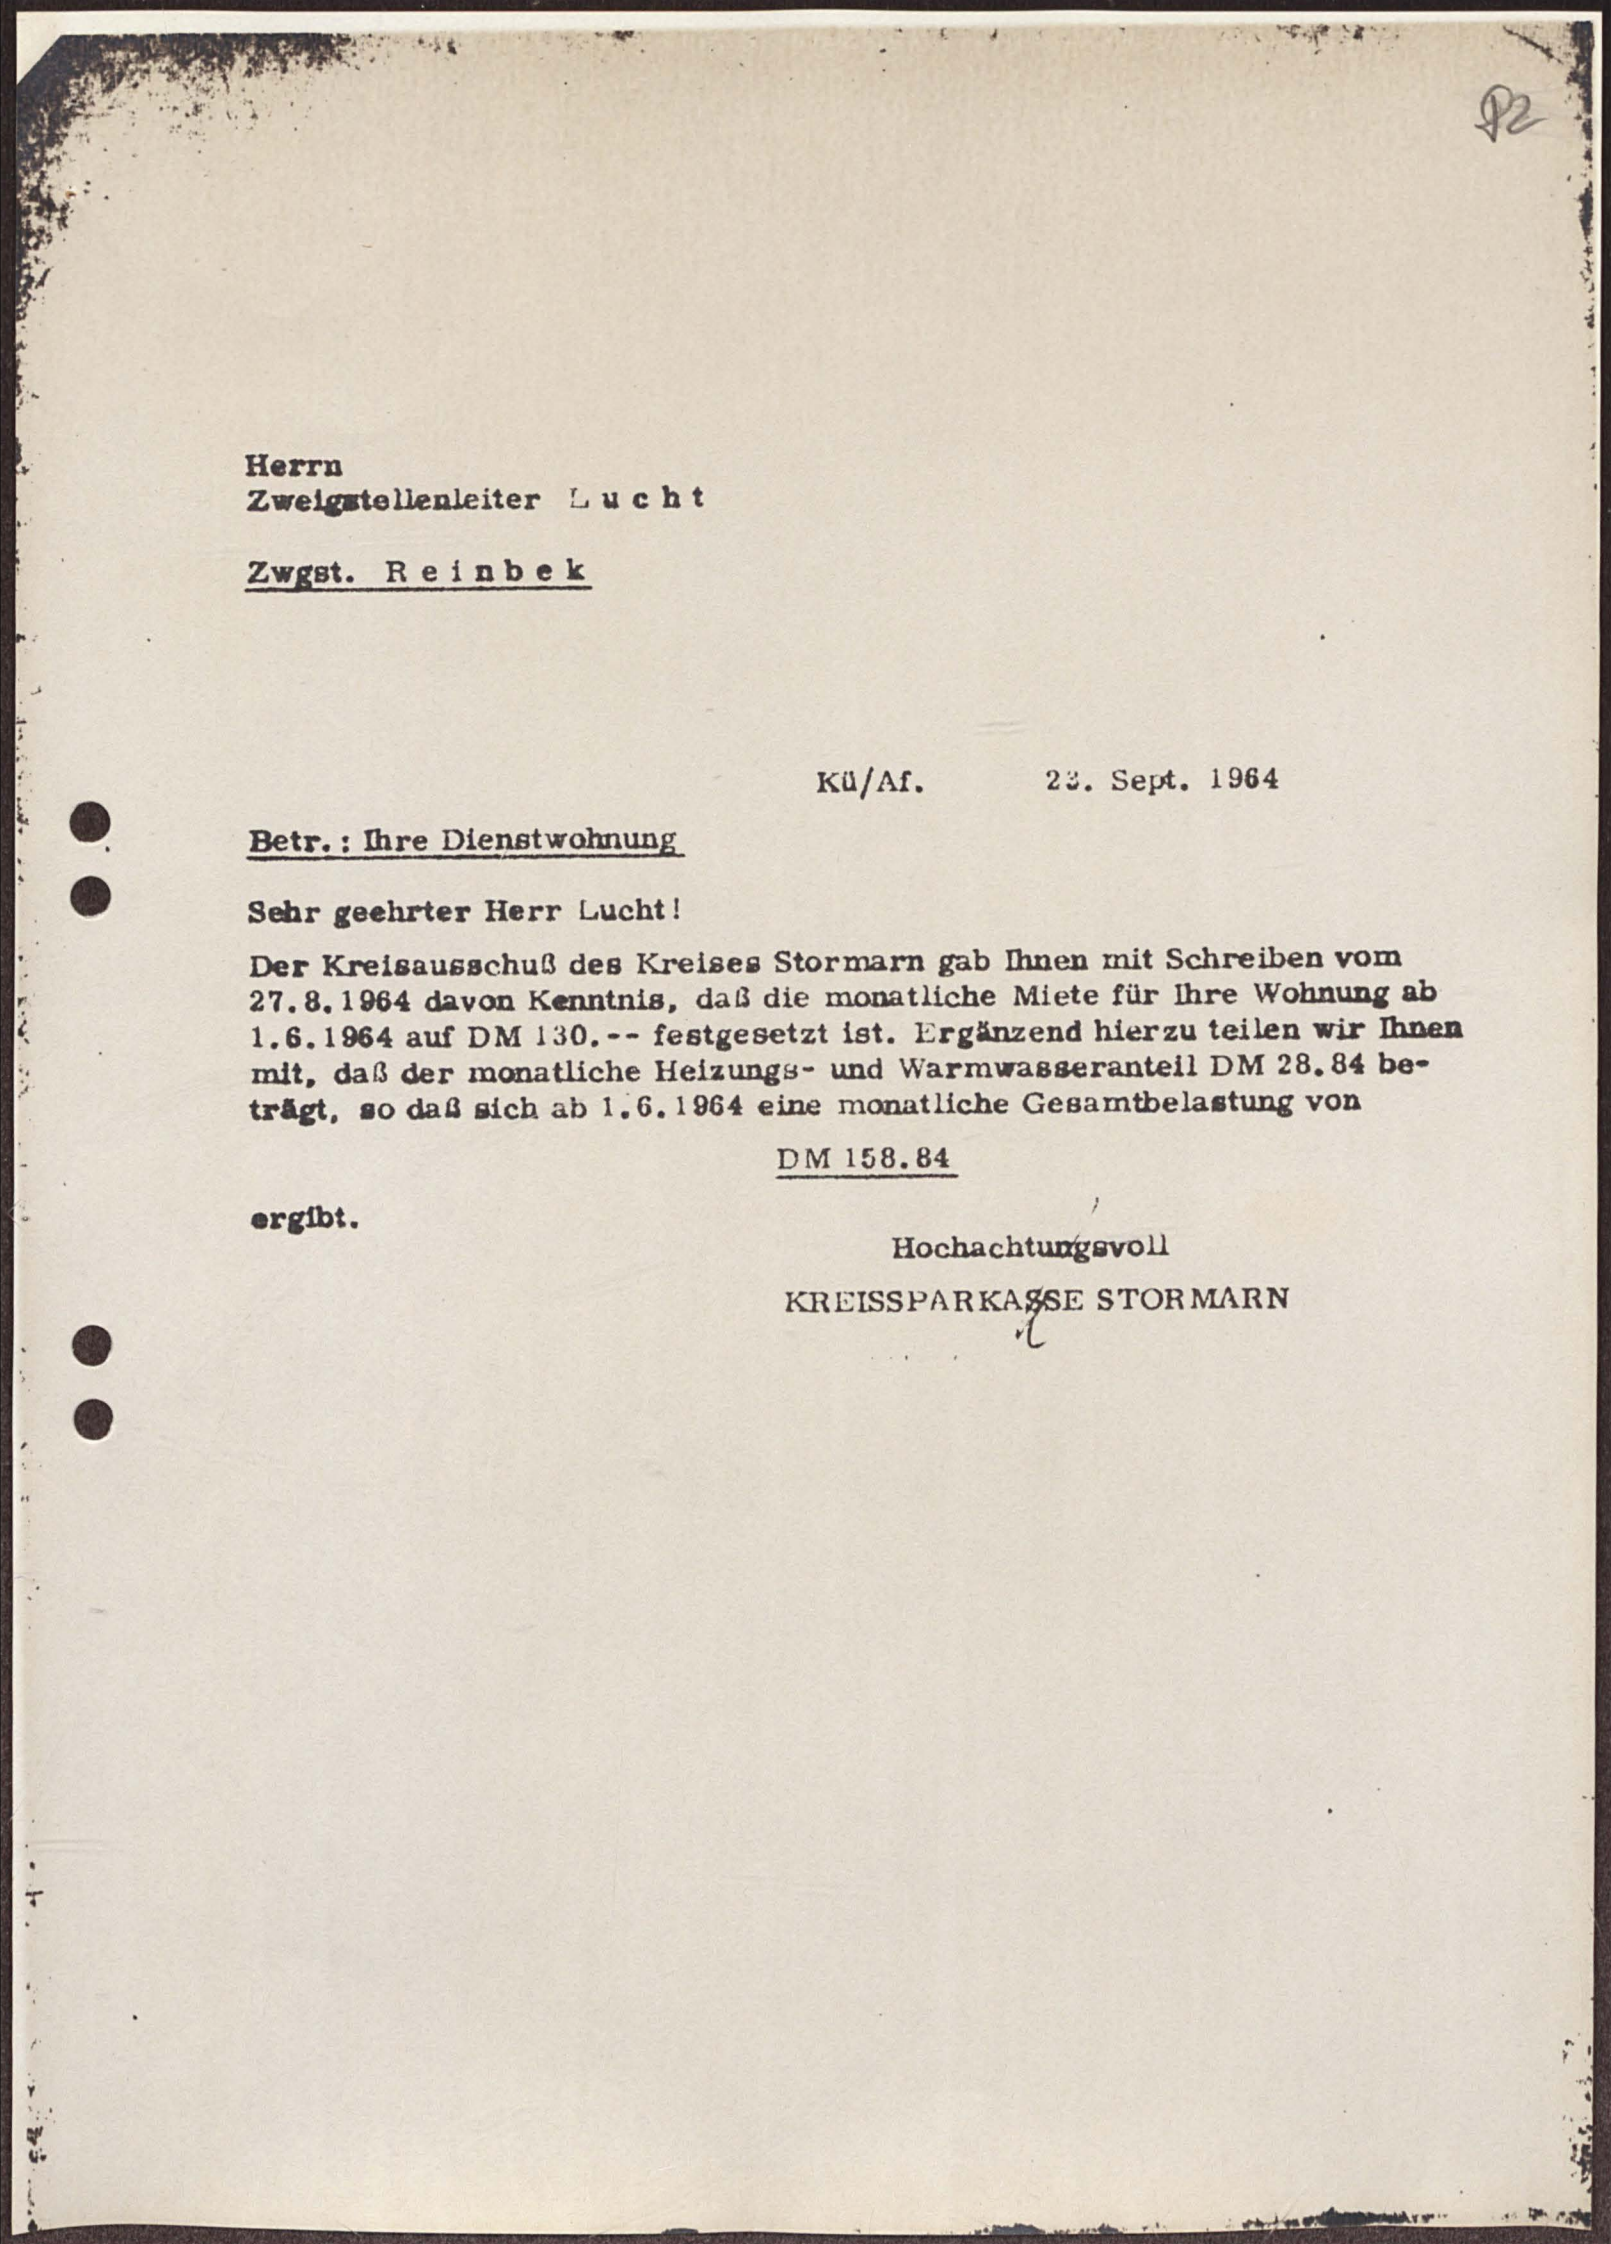 Herrn
Zweigstellenleiter L u c h t
Zwgst. R e i n b e k
Kü/Af. 23. Sept. 1964
Betr.: Ihre Dienstwohnung
Sehr geehrter Herr Lucht!
Der Kreisausschuß des Kreises Stormarn gab Ihnen mit Schreiben vom
27.8.1964 davon Kenntnis, daß die monatliche Miete für Ihre Wohnung ab
1.6.1964 auf DM 130.-- festgesetzt ist. Ergänzend hierzu teilen wir Ihnen
mit, daß der monatliche Heizungs- und Warmwasseranteil DM 28.84 be-
trägt, so daß sich ab 1.6.1964 eine monatliche Gesamtbelastung von
DM 158.84
ergibt.
Hochachtungsvoll
KREISSPARKASSE STORMARN